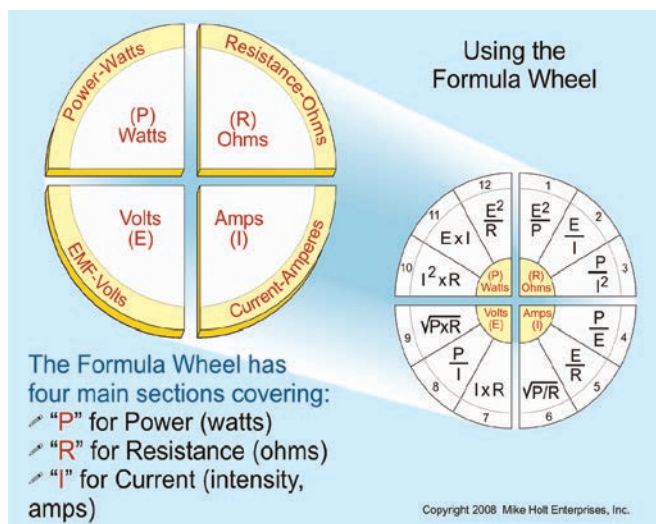 Using the
Formula Wheel
Power-Watts
Resistance-Ohms
(P)
Watts
(R)
Ohms
Volts
(E)
Amps
(I)
EMF-Volts
Current-Amperes
12
1
11
2
10
3
9
4
8
5
7
6
E²/R
E²/P
E x I
E/I
I² x R
P/I²
(P)
Watts
(R)
Ohms
Volts
(E)
Amps
(I)
√PxR
P/E
P/I
E/R
I x R
√P/R
The Formula Wheel has
four main sections covering:
"P" for Power (watts)
"R" for Resistance (ohms)
"I" for Current (intensity,
amps)
Copyright 2008 Mike Holt Enterprises, Inc.